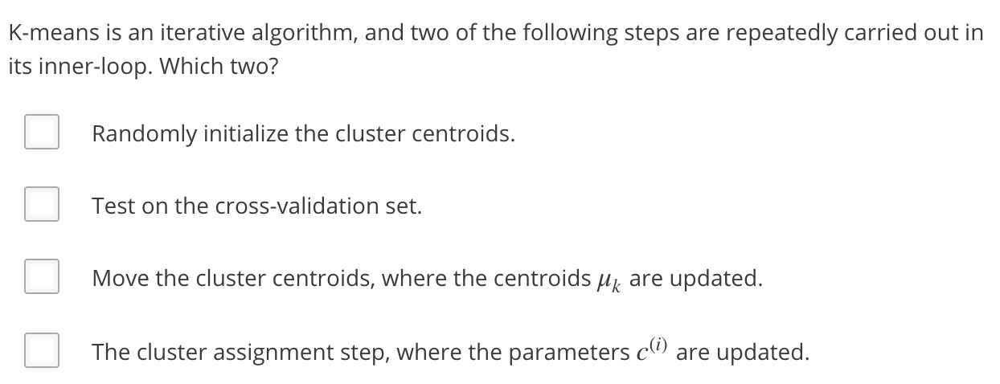 K-means is an iterative algorithm, and two of the following steps are repeatedly carried out in
its inner-loop. Which two?
Randomly initialize the cluster centroids.
Test on the cross-validation set.
Move the cluster centroids, where the centroids μₖ are updated.
The cluster assignment step, where the parameters c⁽ⁱ⁾ are updated.